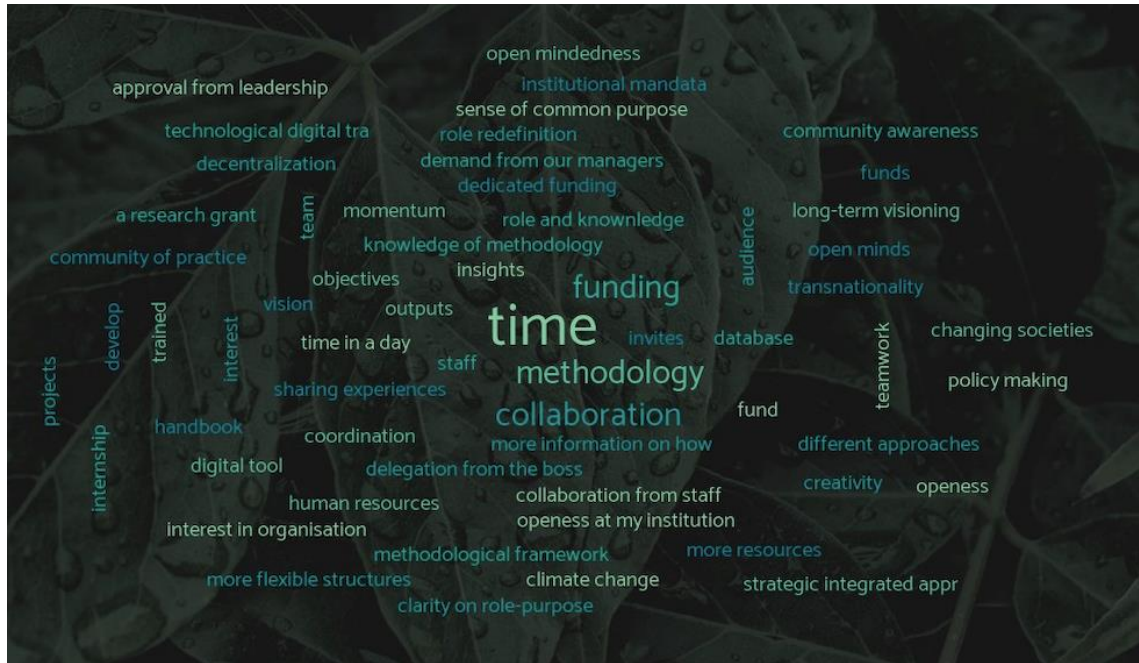 open mindedness
approval from leadership
institutional mandata
sense of common purpose
technological digital tra
role redefinition
community awareness
decentralization
demand from our managers
funds
dedicated funding
a research grant
team
momentum
role and knownledge
audience
long-term visioning
community of practice
knowledge of methodology
open minds
objectives
insights
funding
transnationality
vision
outputs
time
develop
trained
interest
time in a day
invites
database
teamwork
changing societies
projects
staff
methodology
policy making
sharing experiences
collaboration
fund
handbook
coordination
more information on how
different approaches
internship
digital tool
delegation from the boss
creativity
openess
human resources
collaboration from staff
interest in organisation
openess at my institution
methodological framework
more resources
more flexible structures
climate change
strategic integrated appr
clarity on role-purpose